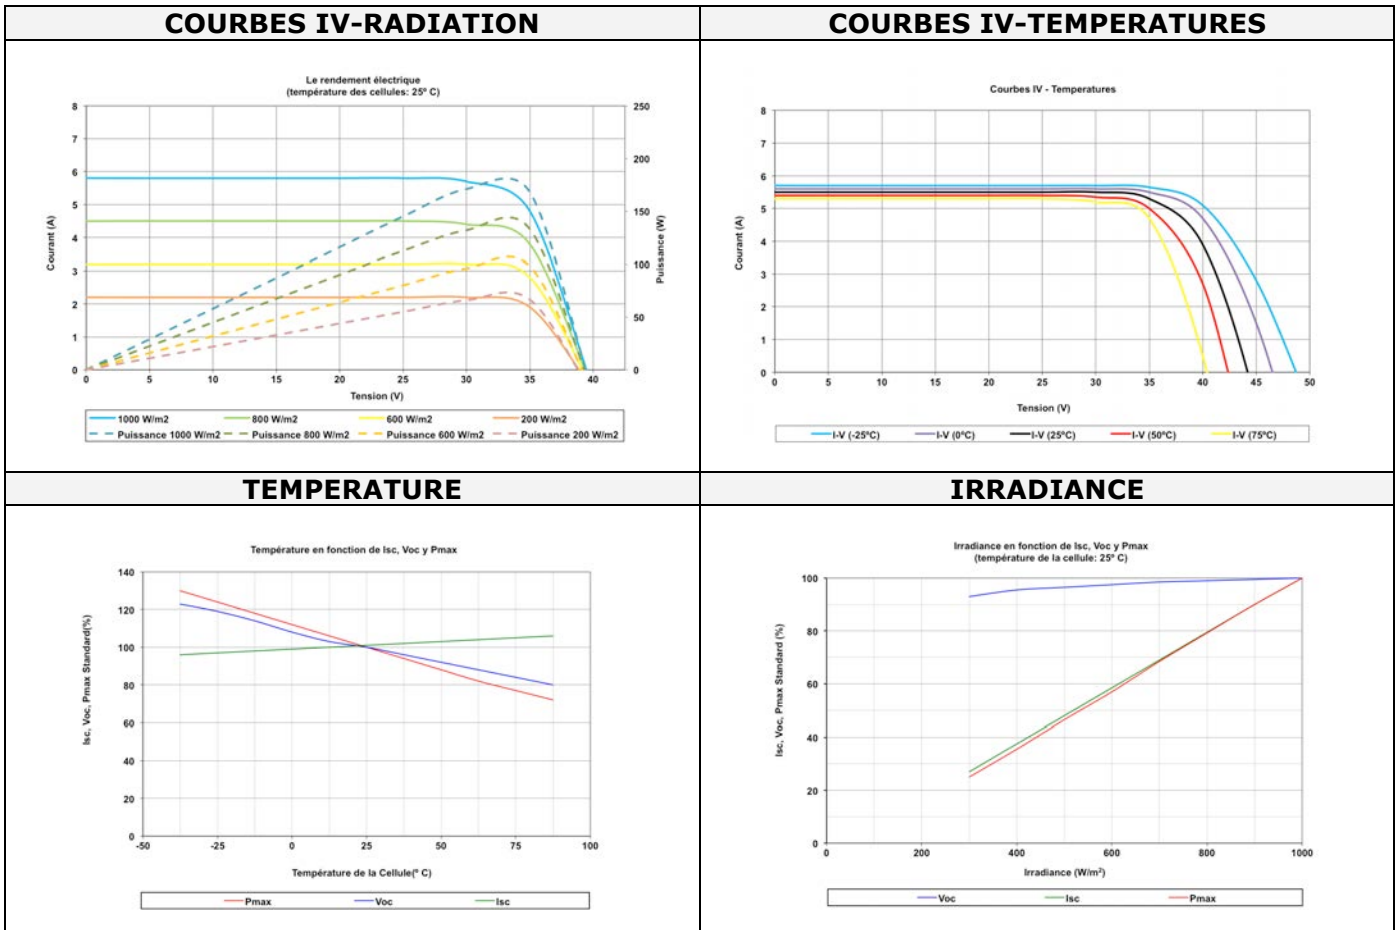 COURBES IV-RADIATION
Le rendement électrique
(température des cellules: 25º C)
8
7
6
5
4
3
2
1
0
Courant (A)
250
200
150
100
50
0
Puissance (W)
0 5 10 15 20 25 30 35 40
Tension (V)
1000 W/m2 800 W/m2 600 W/m2 200 W/m2
Puissance 1000 W/m2 Puissance 800 W/m2 Puissance 600 W/m2 Puissance 200 W/m2
COURBES IV-TEMPERATURES
Courbes IV - Temperatures
8
7
6
5
4
3
2
1
0
Courant (A)
0 5 10 15 20 25 30 35 40 45 50
Tension (V)
I-V (-25ºC) I-V (0ºC) I-V (25ºC) I-V (50ºC) I-V (75ºC)
TEMPERATURE
Température en fonction de Isc, Voc y Pmax
140
120
100
80
60
40
20
0
Isc, Voc, Pmax Standard(%)
-50 -25 0 25 50 75 100
Température de la Cellule(º C)
Pmax Voc Isc
IRRADIANCE
Irradiance en fonction de Isc, Voc y Pmax
(température de la cellule: 25º C)
100
80
60
40
20
0
Isc, Voc, Pmax Standard (%)
0 200 400 600 800 1000
Irradiance (W/m²)
Voc Isc Pmax